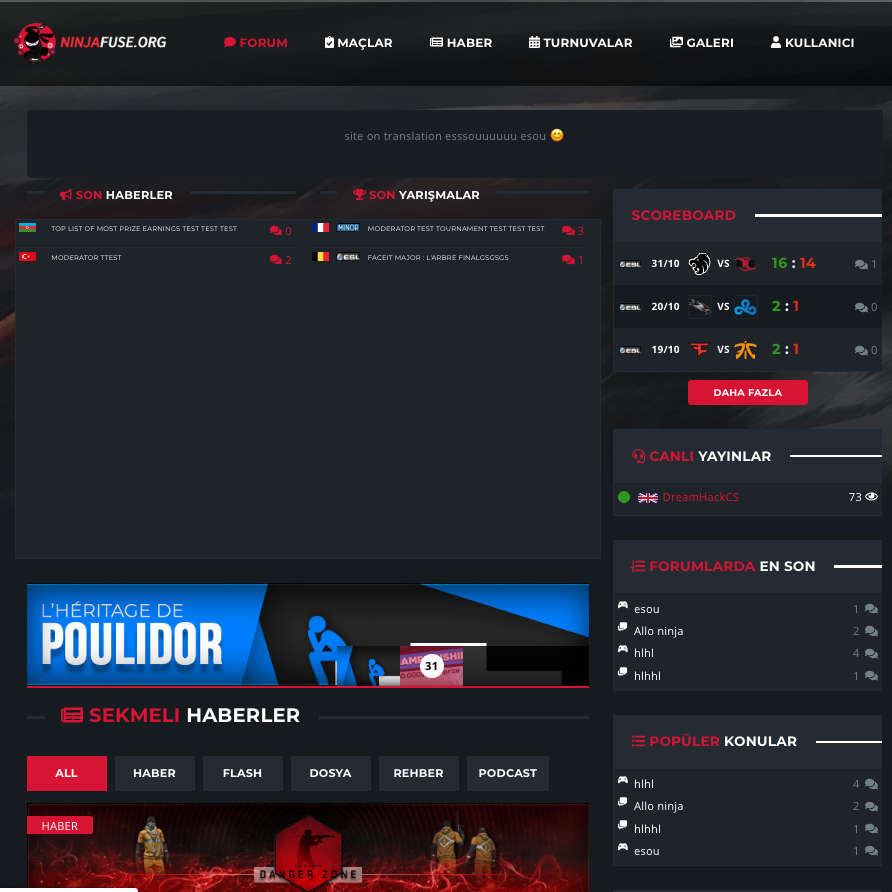 NINJAFUSE.ORG
FORUM
MAÇLAR
HABER
TURNUVALAR
GALERI
KULLANICI
site on translation esssouuuuuu esou 😊
SON HABERLER
TOP LIST OF MOST PRIZE EARNINGS TEST TEST TEST 0
MODERATOR TTEST 2
SON YARIŞMALAR
MINOR MODERATOR TEST TOURNAMENT TEST TEST TEST 3
ESL FACEIT MAJOR : L'ARBRE FINALGSGSGS 1
SCOREBOARD
ESL 31/10 VS 16 : 14 1
ESL 20/10 VS 2 : 1 0
ESL 19/10 VS 2 : 1 0
DAHA FAZLA
CANLI YAYINLAR
DreamHackCS 73
FORUMLARDA EN SON
esou 1
Allo ninja 2
hlhl 4
hlhhl 1
POPÜLER KONULAR
hlhl 4
Allo ninja 2
hlhhl 1
esou 1
L'HÉRITAGE DE
POULIDOR
31
SEKMELI HABERLER
ALL
HABER
FLASH
DOSYA
REHBER
PODCAST
HABER
DANGER ZONE